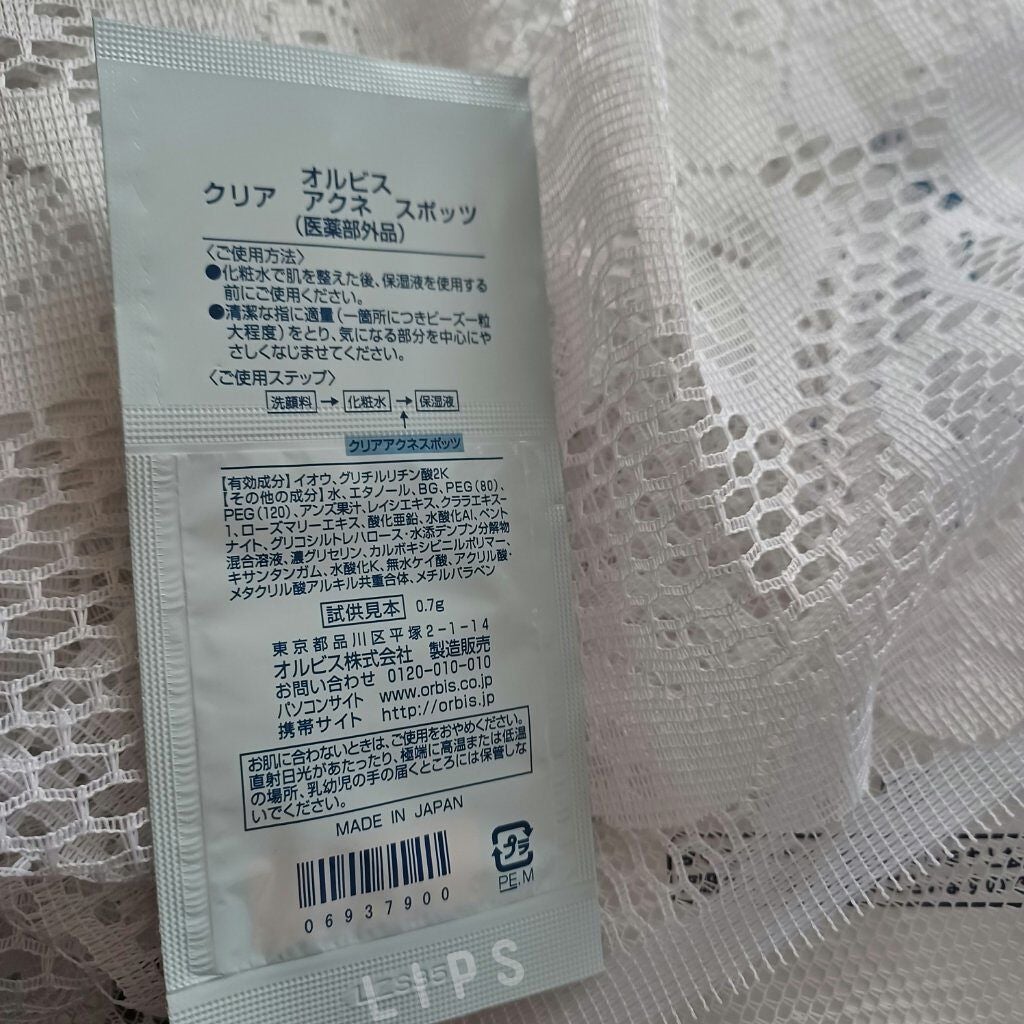 オルビス
クリア アクネ スポッツ
(医薬部外品)
〈ご使用方法〉
●化粧水で肌を整えた後、保湿液を使用する
前にご使用ください。
●清潔な指に適量(一箇所につきビーズ一粒
大程度)をとり、気になる部分を中心にや
さしくなじませてください。
〈ご使用ステップ〉
洗顔料→化粧水→保湿液
クリアアクネスポッツ
【有効成分】イオウ、グリチルリチン酸2K
【その他の成分】水、エタノール、BG、PEG(80)、
PEG(120)、アンズ果汁、レイシエキス、クララエキス-
1、ローズマリーエキス、酸化亜鉛、水酸化Al、ベント
ナイト、グリコシルトレハロース・水添デンプン分解物
混合溶液、濃グリセリン、カルボキシビニルポリマー、
キサンタンガム、水酸化K、無水ケイ酸、アクリル酸・
メタクリル酸アルキル共重合体、メチルパラベン
試供見本 0.7g
東京都品川区平塚2-1-14
オルビス株式会社 製造販売
お問い合わせ 0120-010-010
パソコンサイト www.orbis.co.jp
携帯サイト http://orbis.jp
お肌に合わないときは、ご使用をおやめください。
直射日光があたったり、極端に高温または低温
の場所、乳幼児の手の届くところには保管しな
いでください。
MADE IN JAPAN
06937900
プラ
PE,M
LIPS